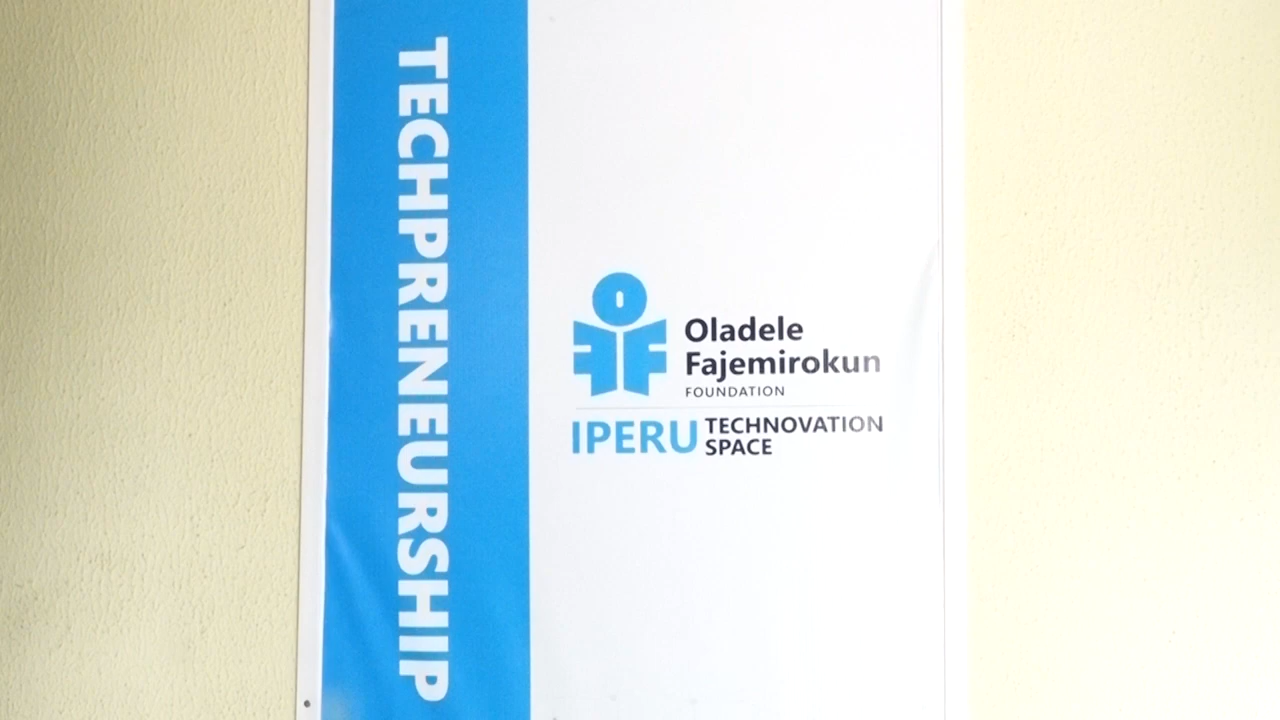 TECHPRENEURSHIP
Oladele
Fajemirokun
FOUNDATION
IPERU TECHNOVATION
SPACE